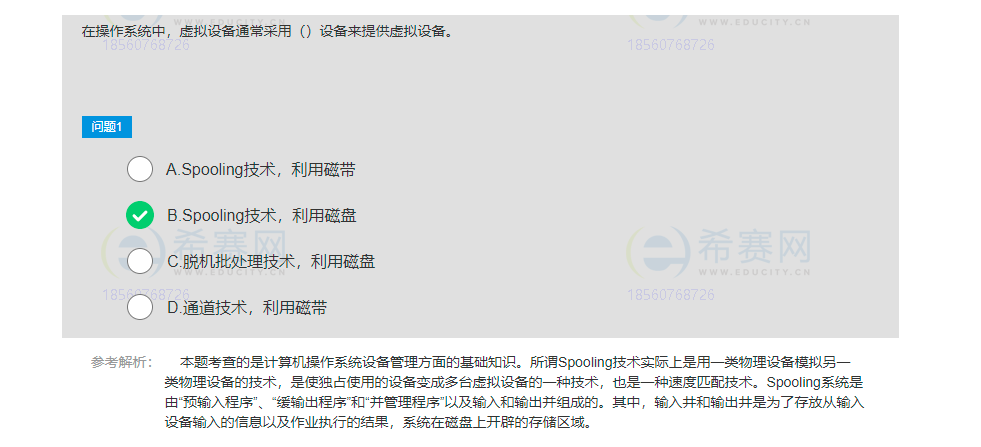 WWW.EDUCITY.CN
WWW.EDUCITY.CN
在操作系统中，虚拟设备通常采用（）设备来提供虚拟设备。
18560768726
18560768726
问题1
A.Spooling技术，利用磁带
B.Spooling技术，利用磁盘
希赛网
希赛网
C.脱机批处理技术，利用磁盘
WWW.EDUCITY.CN
WWW.EDUCITY.CN
18560768726
18560768726
D.通道技术，利用磁带
参考解析： 本题考查的是计算机操作系统设备管理方面的基础知识。所谓Spooling技术实际上是用一类物理设备模拟另一
类物理设备的技术，是使独占使用的设备变成多台虚拟设备的一种技术，也是一种速度匹配技术。Spooling系统是
由“预输入程序”、“缓输出程序”和“井管理程序”以及输入和输出井组成的。其中，输入井和输出井是为了存放从输入
设备输入的信息以及作业执行的结果，系统在磁盘上开辟的存储区域。